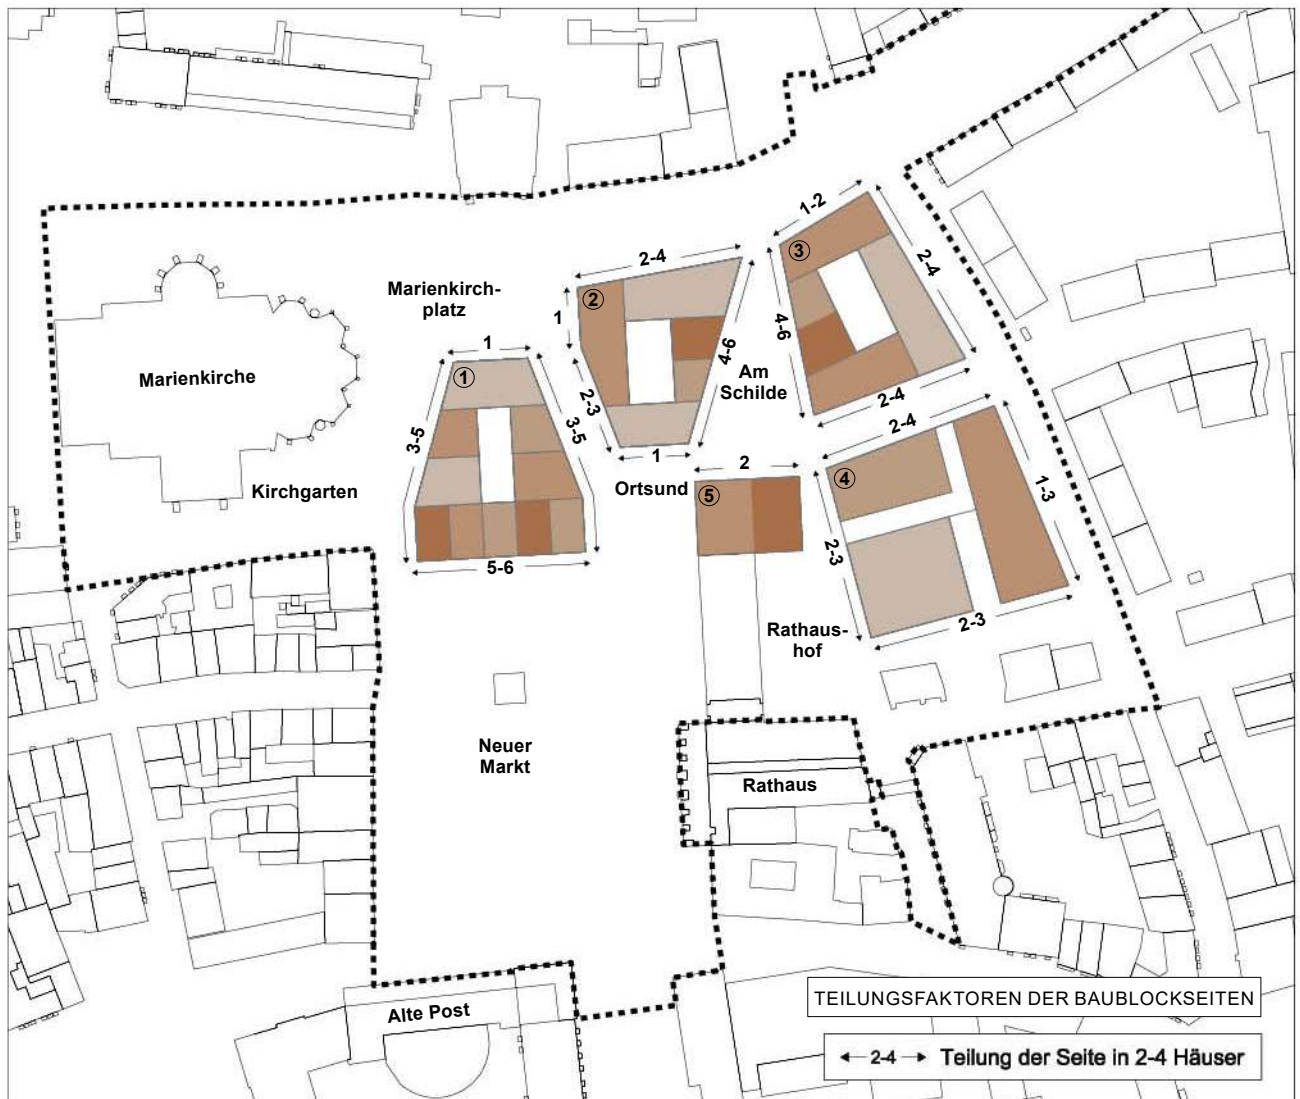 1-2
2-4
3
2-4
4-6
2-4
2-4
2
1
4-6
2-3
1
Am
Schilde
Marienkirch-
platz
1
1
3-5
3-5
5-6
Marienkirche
Kirchgarten
Ortsund
2
5
2-4
4
1-3
2-3
2-3
Rathaus-
hof
Neuer
Markt
Rathaus
Alte Post
TEILUNGSFAKTOREN DER BAUBLOCKSEITEN
2-4 Teilung der Seite in 2-4 Häuser